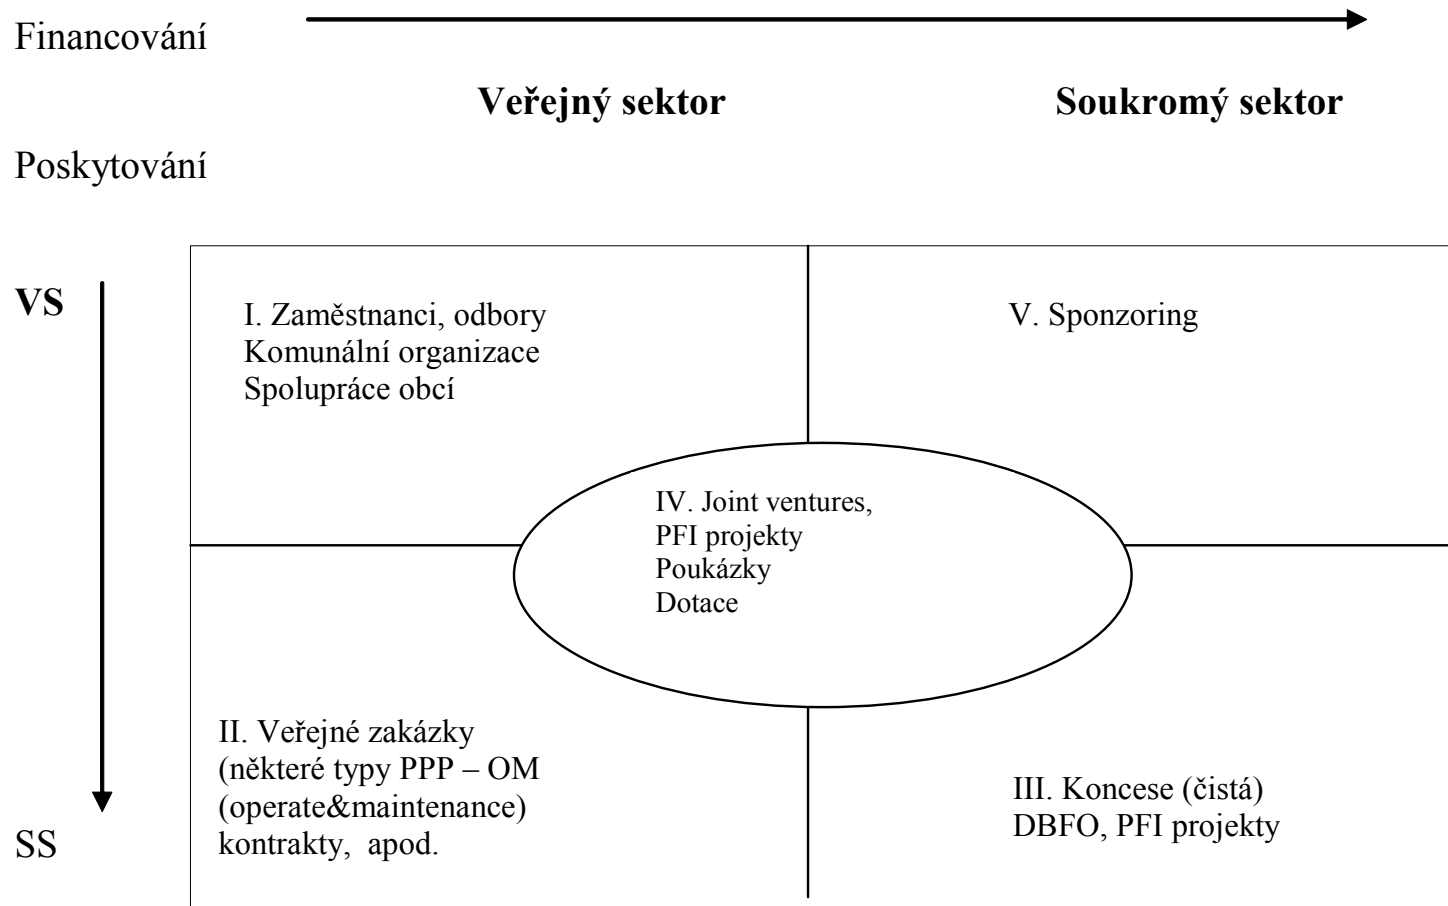 Financování
Veřejný sektor
Soukromý sektor
Poskytování
VS
I. Zaměstnanci, odbory
Komunální organizace
Spolupráce obcí
V. Sponzoring
IV. Joint ventures,
PFI projekty
Poukázky
Dotace
II. Veřejné zakázky
(některé typy PPP – OM
(operate&maintenance)
kontrakty, apod.
III. Koncese (čistá)
DBFO, PFI projekty
SS